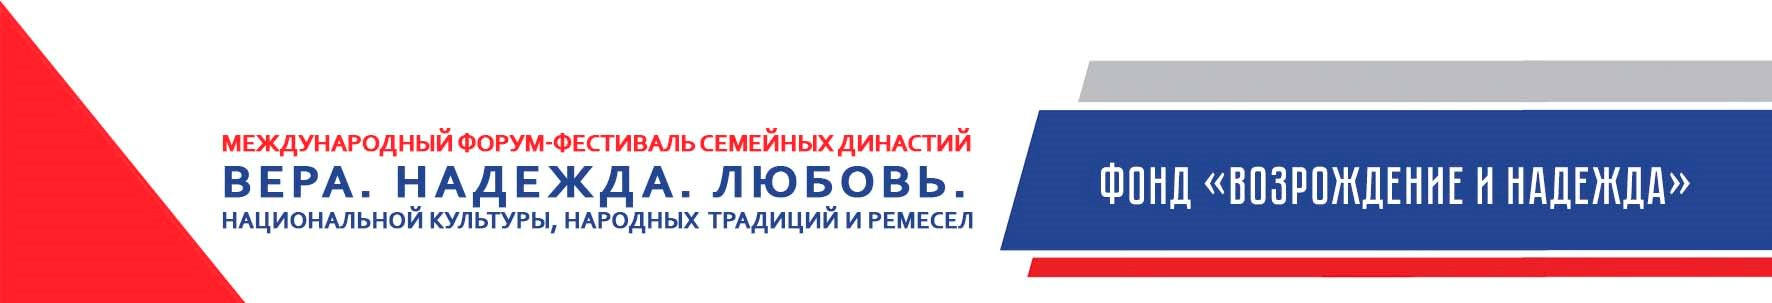 МЕЖДУНАРОДНЫЙ ФОРУМ-ФЕСТИВАЛЬ СЕМЕЙНЫХ ДИНАСТИЙ
ВЕРА. НАДЕЖДА. ЛЮБОВЬ.
НАЦИОНАЛЬНОЙ КУЛЬТУРЫ, НАРОДНЫХ ТРАДИЦИЙ И РЕМЕСЕЛ
ФОНД «ВОЗРОЖДЕНИЕ И НАДЕЖДА»